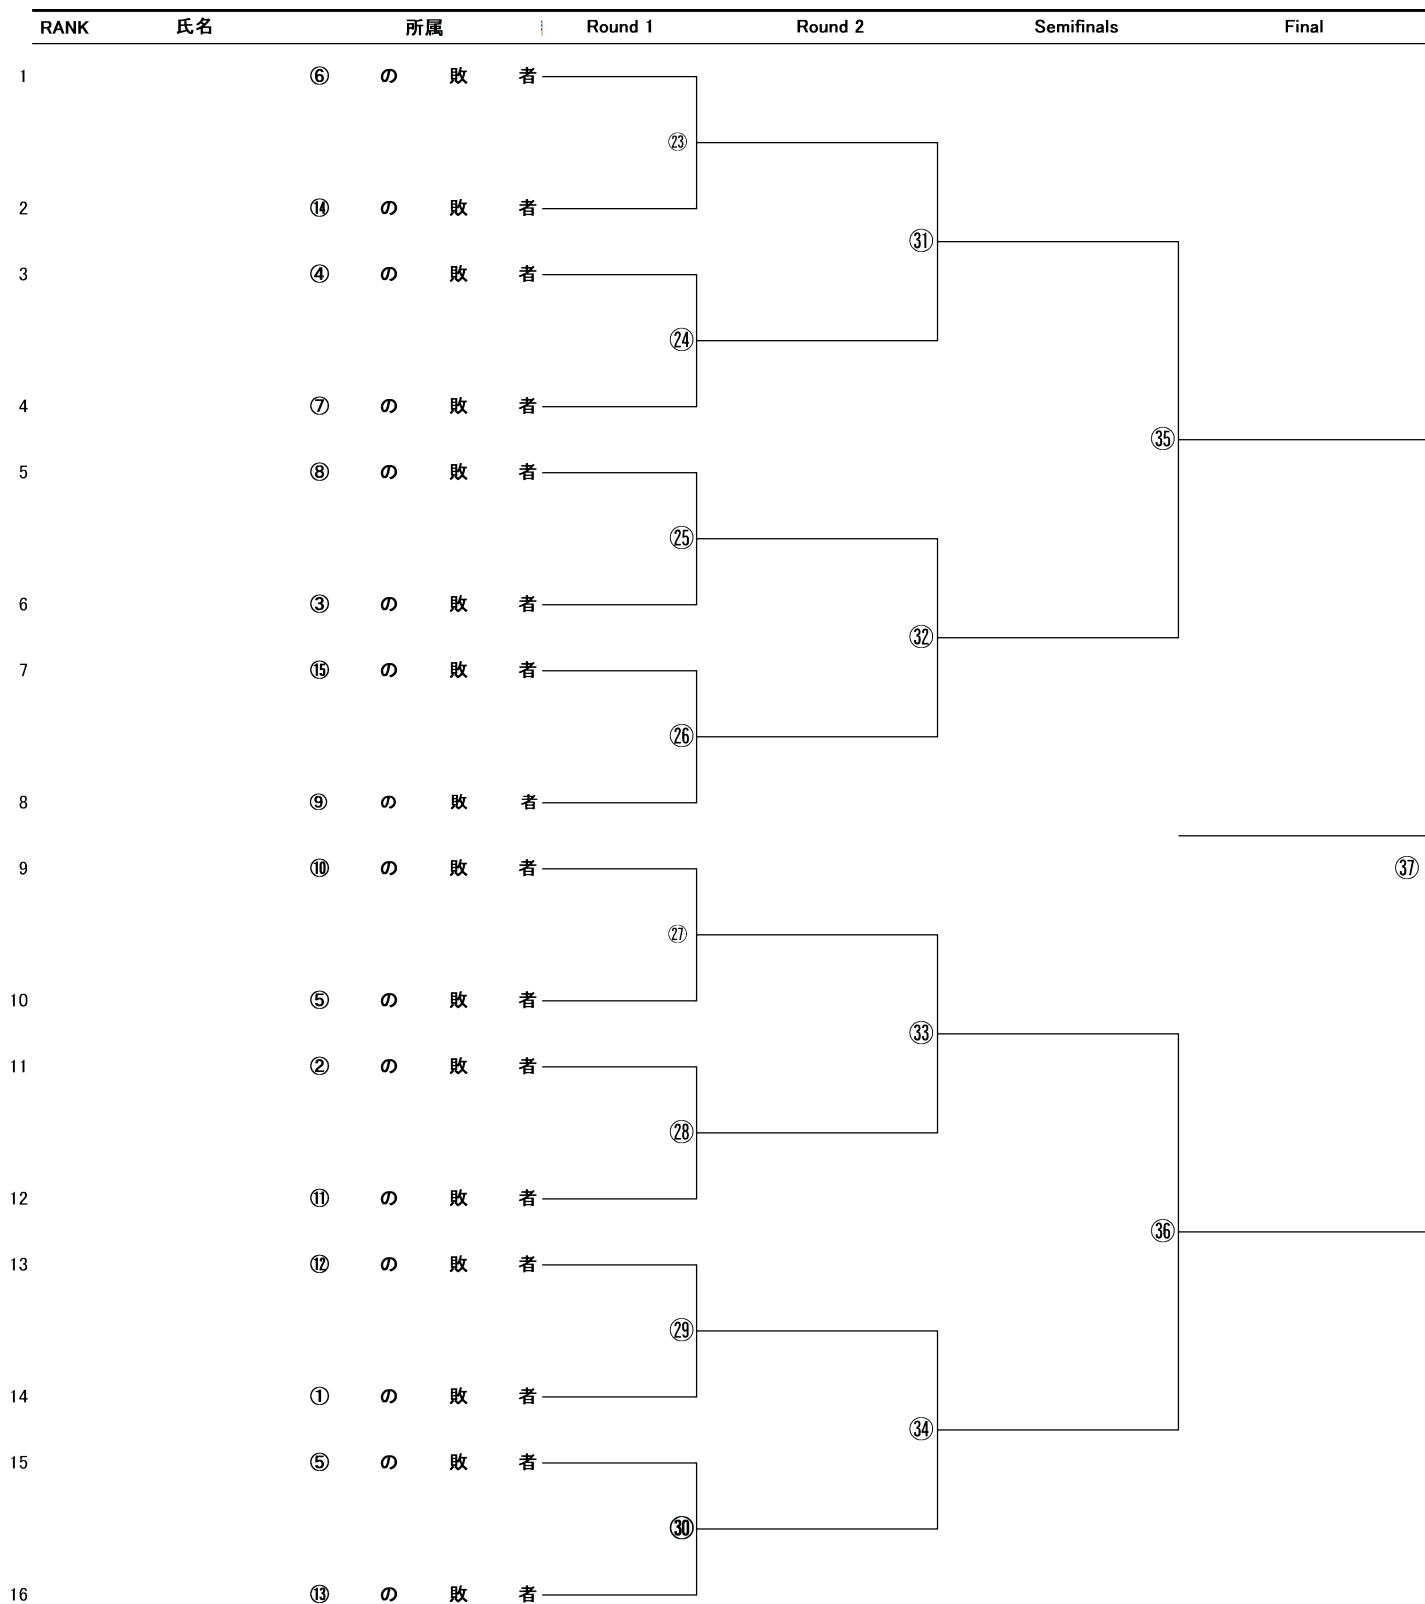 RANK 氏名 所属 Round 1 Round 2 Semifinals Final
1 ⑥ の 敗 者
㉓
2 ⑭ の 敗 者
㉛
3 ④ の 敗 者
㉔
4 ⑦ の 敗 者
㉟
5 ⑧ の 敗 者
㉕
6 ③ の 敗 者
㉜
7 ⑮ の 敗 者
㉖
8 ⑨ の 敗 者
9 ⑩ の 敗 者 ㊲
㉗
10 ⑤ の 敗 者
㉝
11 ② の 敗 者
㉘
12 ⑪ の 敗 者
㊱
13 ⑫ の 敗 者
㉙
14 ① の 敗 者
㉞
15 ⑤ の 敗 者
㉚
16 ⑬ の 敗 者